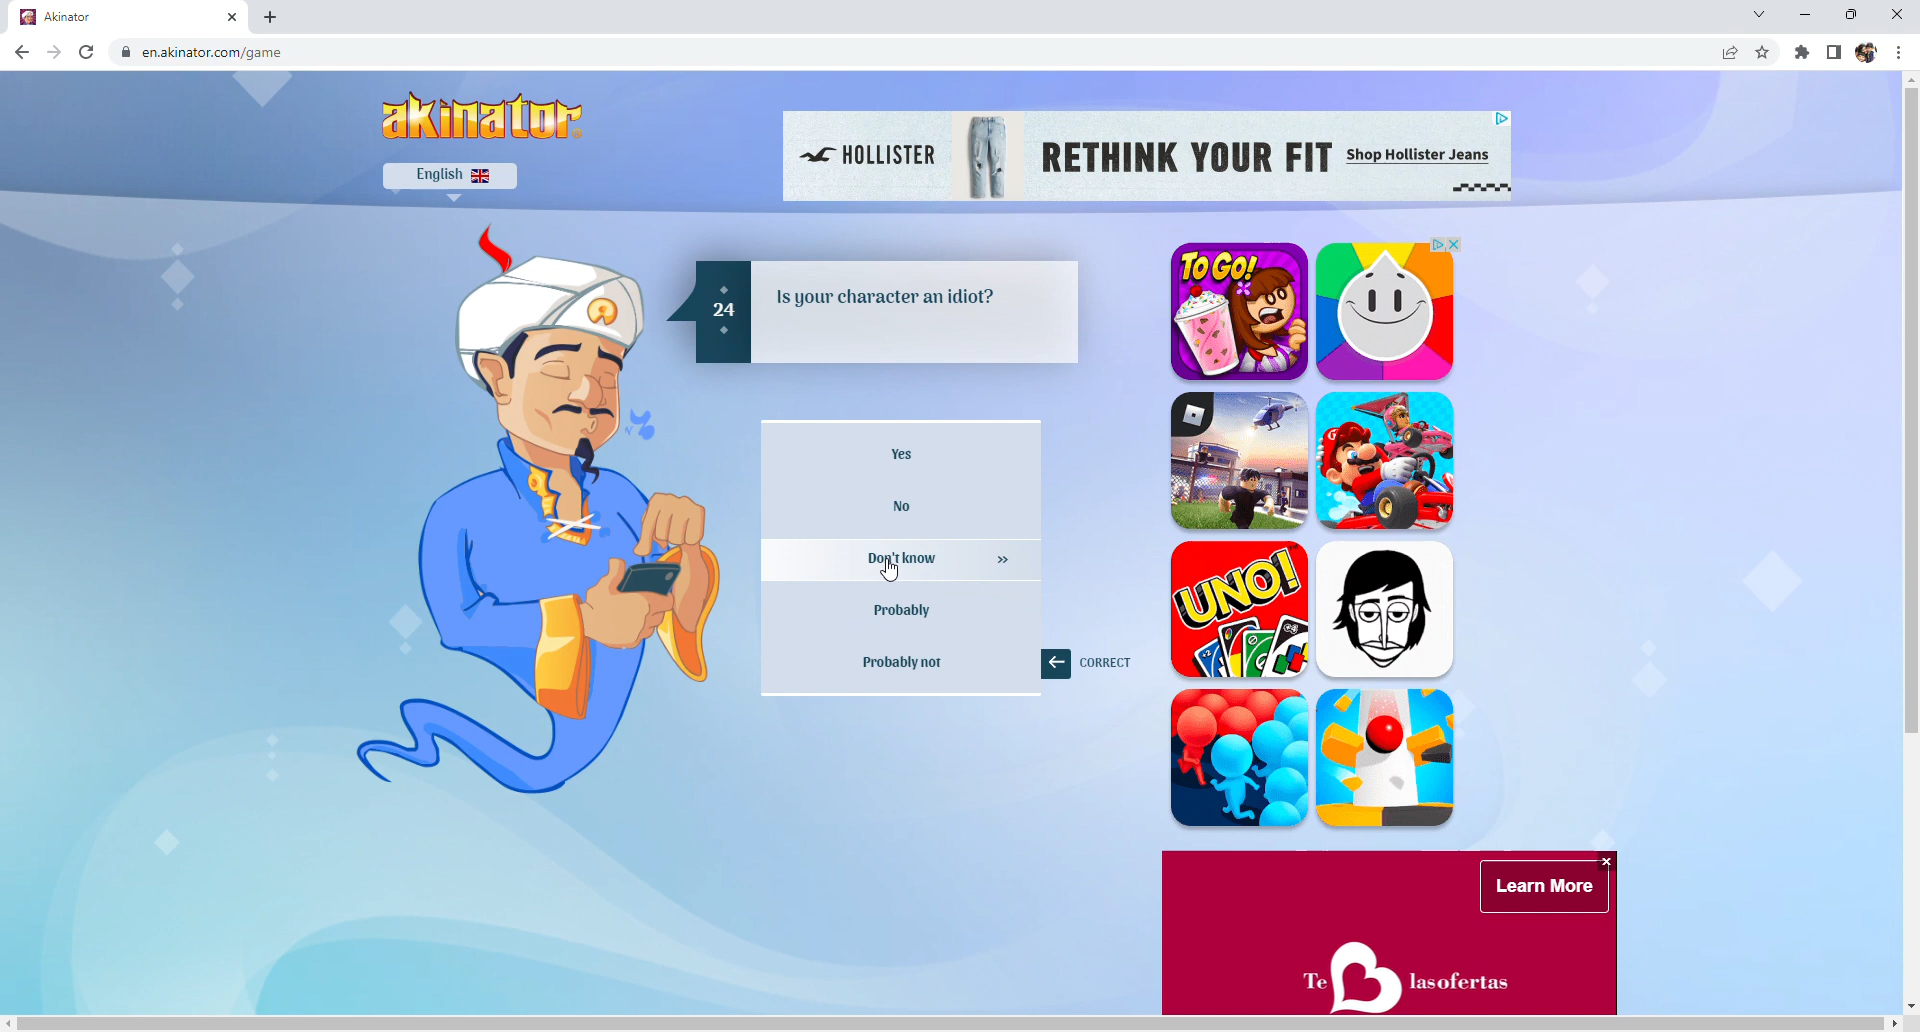 Akinator
en.akinator.com/game
akinator
English
HOLLISTER
RETHINK YOUR FIT
Shop Hollister Jeans
24
Is your character an idiot?
Yes
No
Don't know
Probably
Probably not
CORRECT
TO GO!
UNO!
+2
Learn More
Te
lasofertas